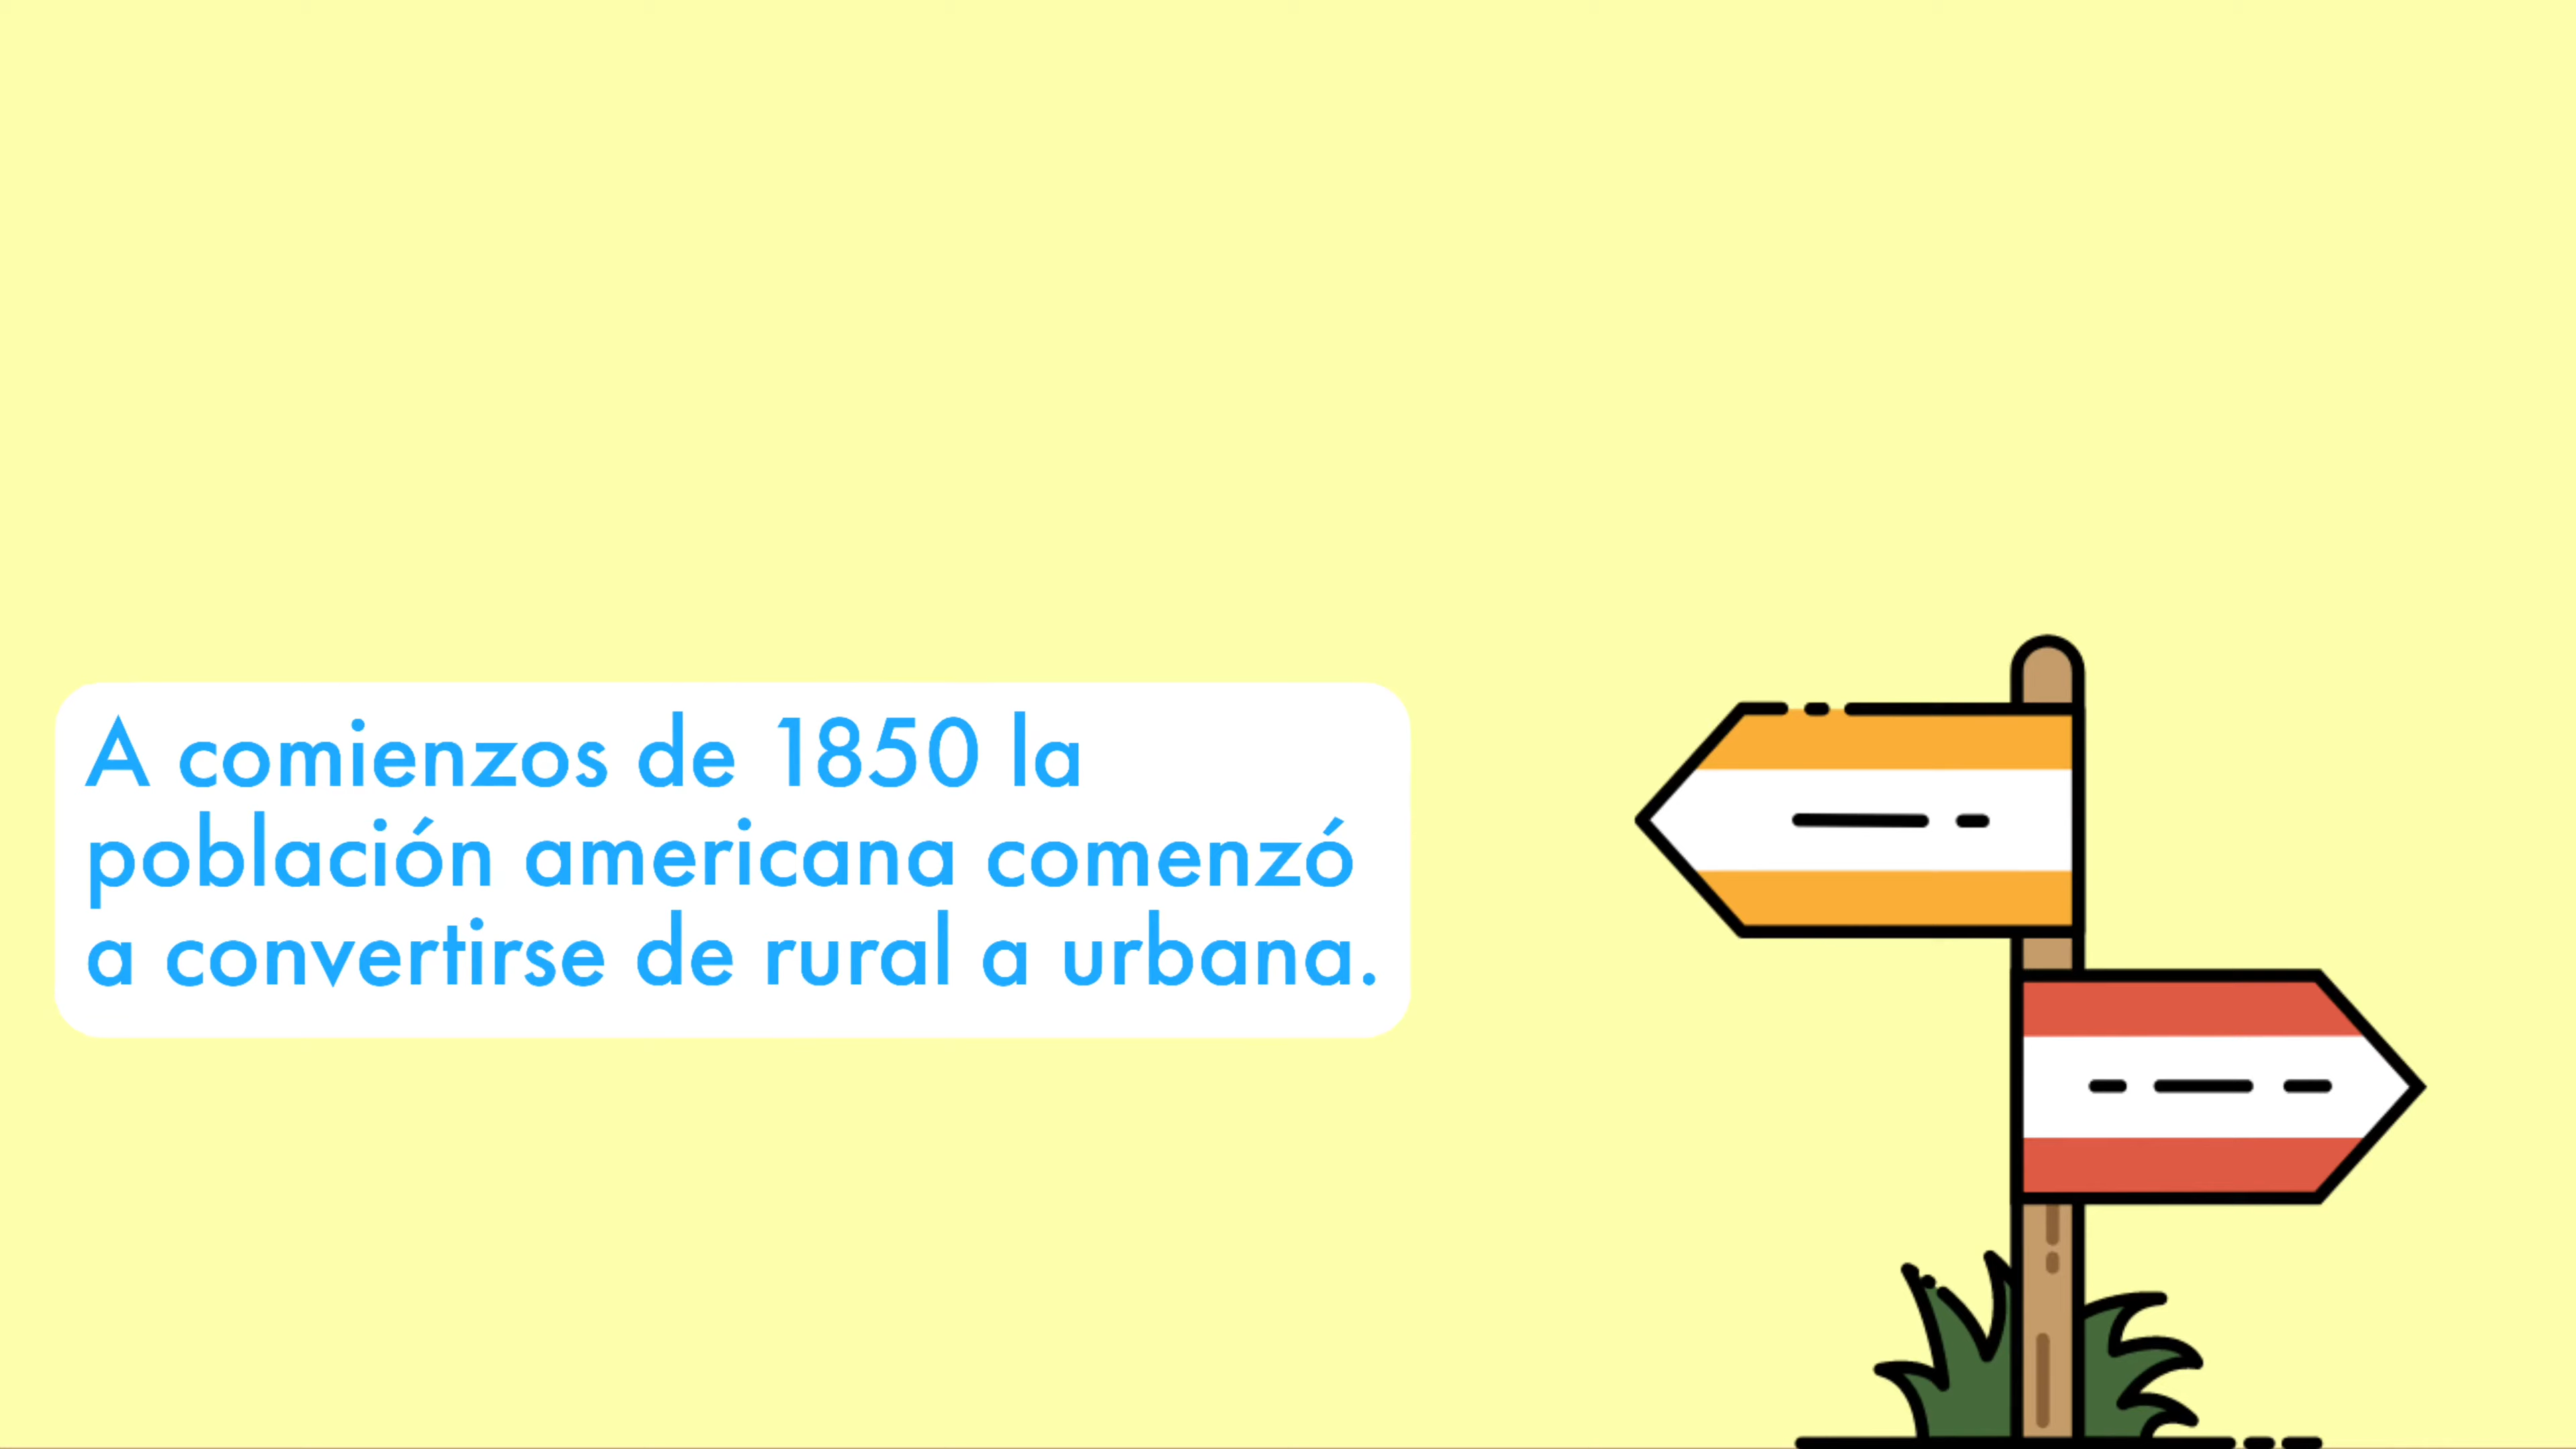 A comienzos de 1850 la
población americana comenzó
a convertirse de rural a urbana.